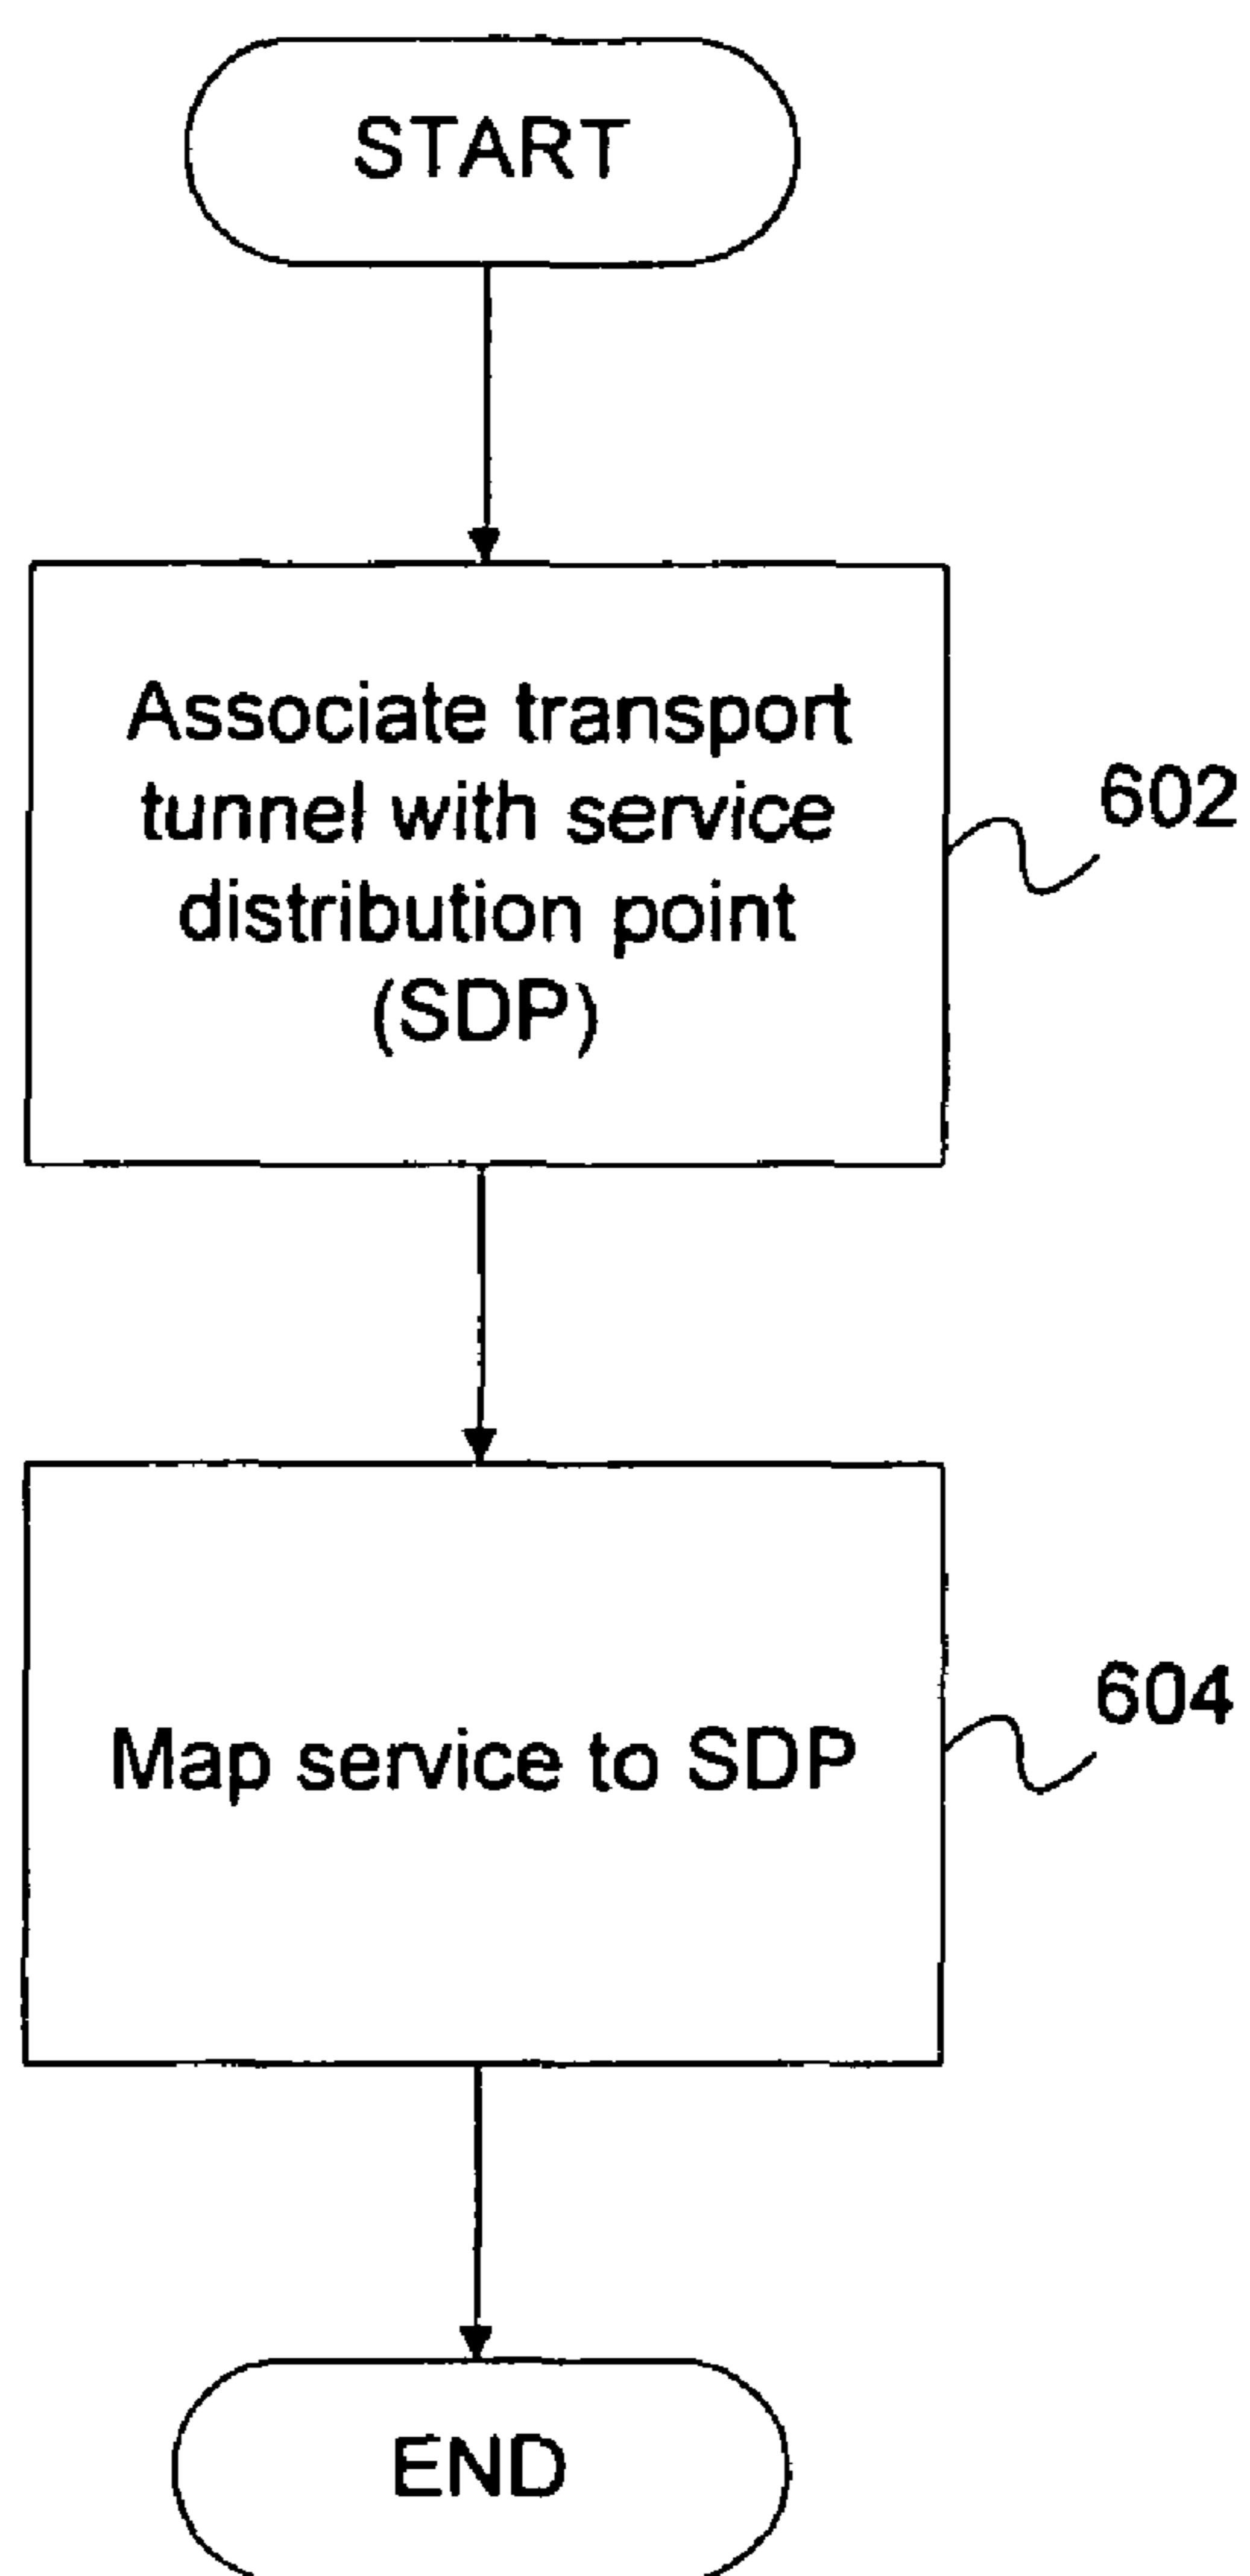 START
Associate transport
tunnel with service
distribution point
(SDP)
602
Map service to SDP
604
END